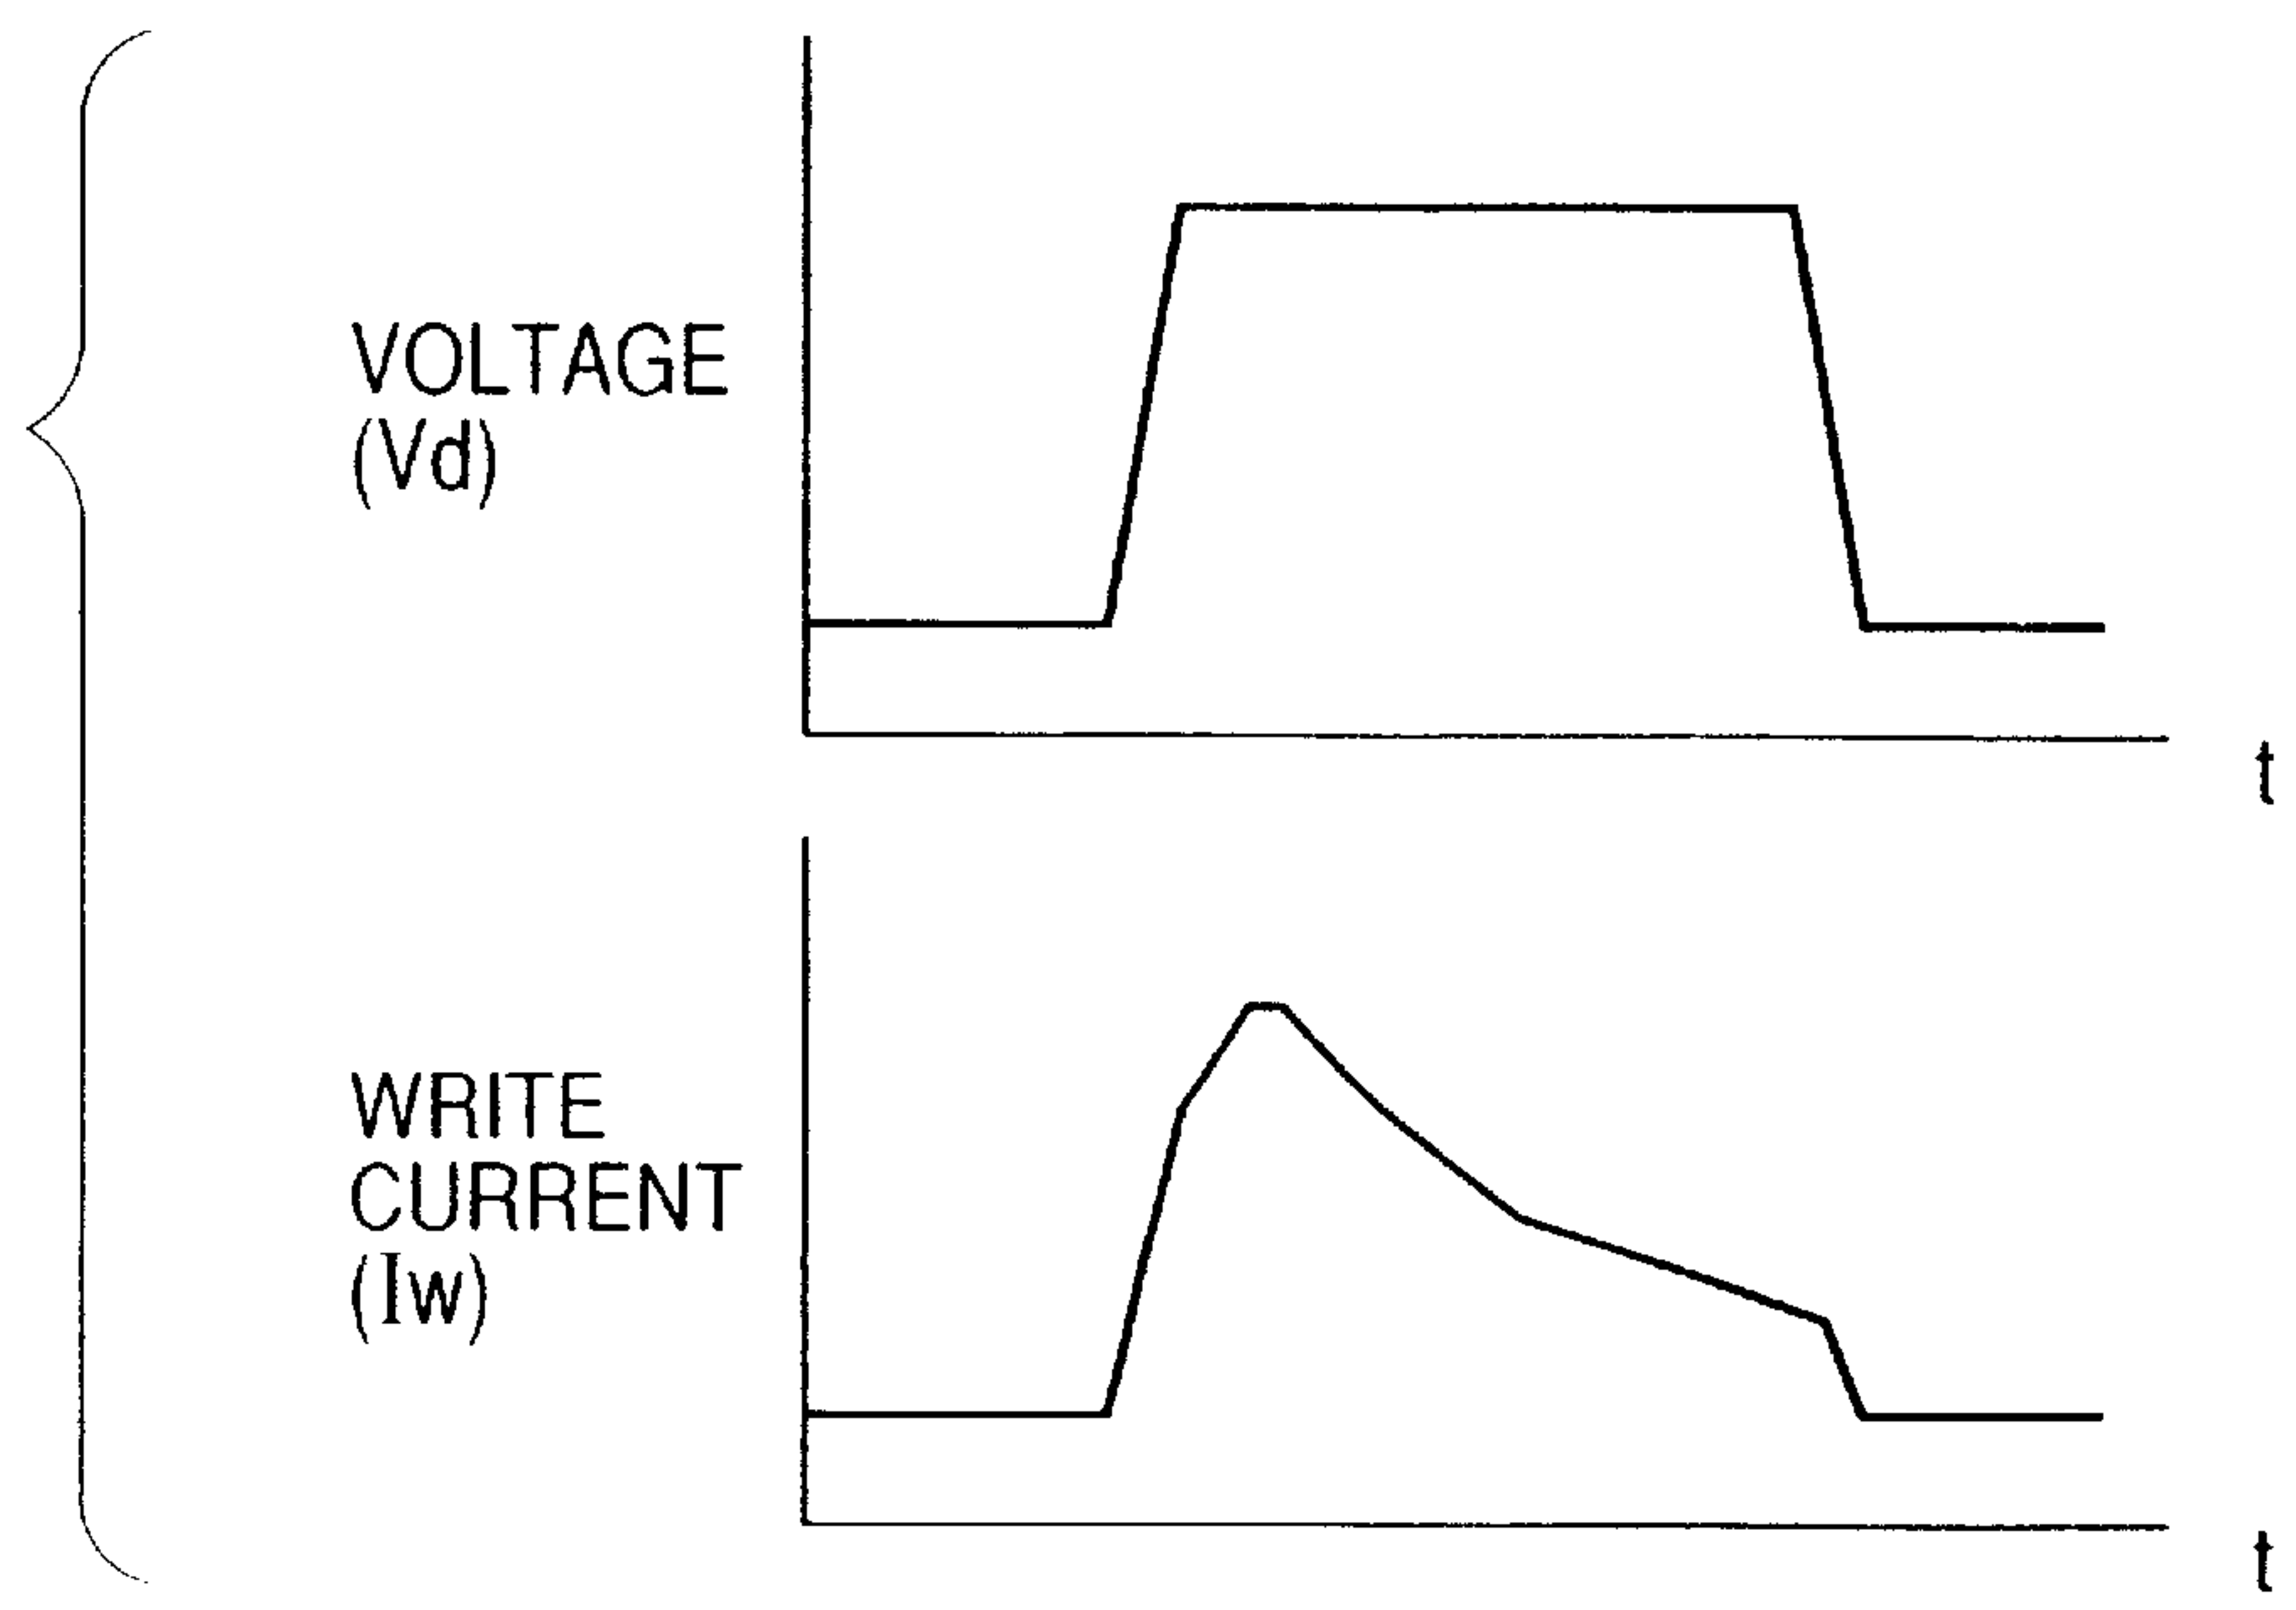 VOLTAGE
(Vd)
t
WRITE
CURRENT
(Iw)
t